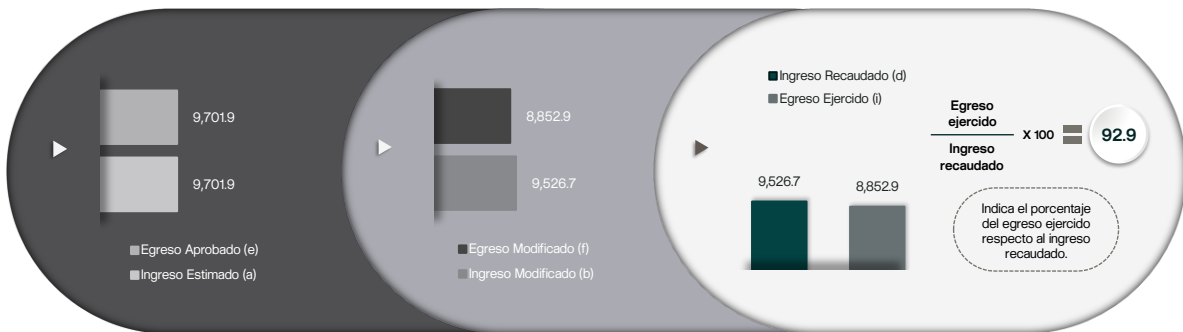 9,701.9
9,701.9
Egreso Aprobado (e)
Ingreso Estimado (a)
8,852.9
9,526.7
Egreso Modificado (f)
Ingreso Modificado (b)
Ingreso Recaudado (d)
Egreso Ejercido (i)
9,526.7
8,852.9
Egreso
ejercido
Ingreso
recaudado
X 100
92.9
Indica el porcentaje
del egreso ejercido
respecto al ingreso
recaudado.